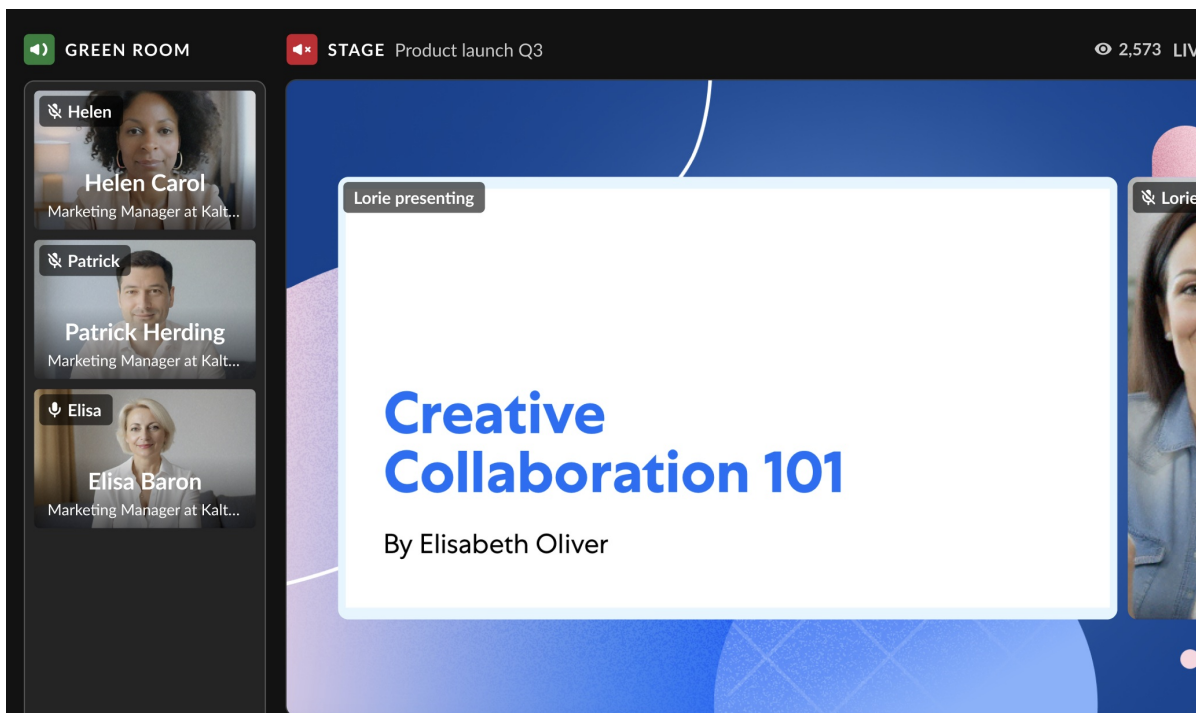 GREEN ROOM
STAGE Product launch Q3
2,573 LIV
Helen
Helen Carol
Marketing Manager at Kalt...
Patrick
Patrick Herding
Marketing Manager at Kalt...
Elisa
Elisa Baron
Marketing Manager at Kalt...
Lorie presenting
Creative
Collaboration 101
By Elisabeth Oliver
Lorie